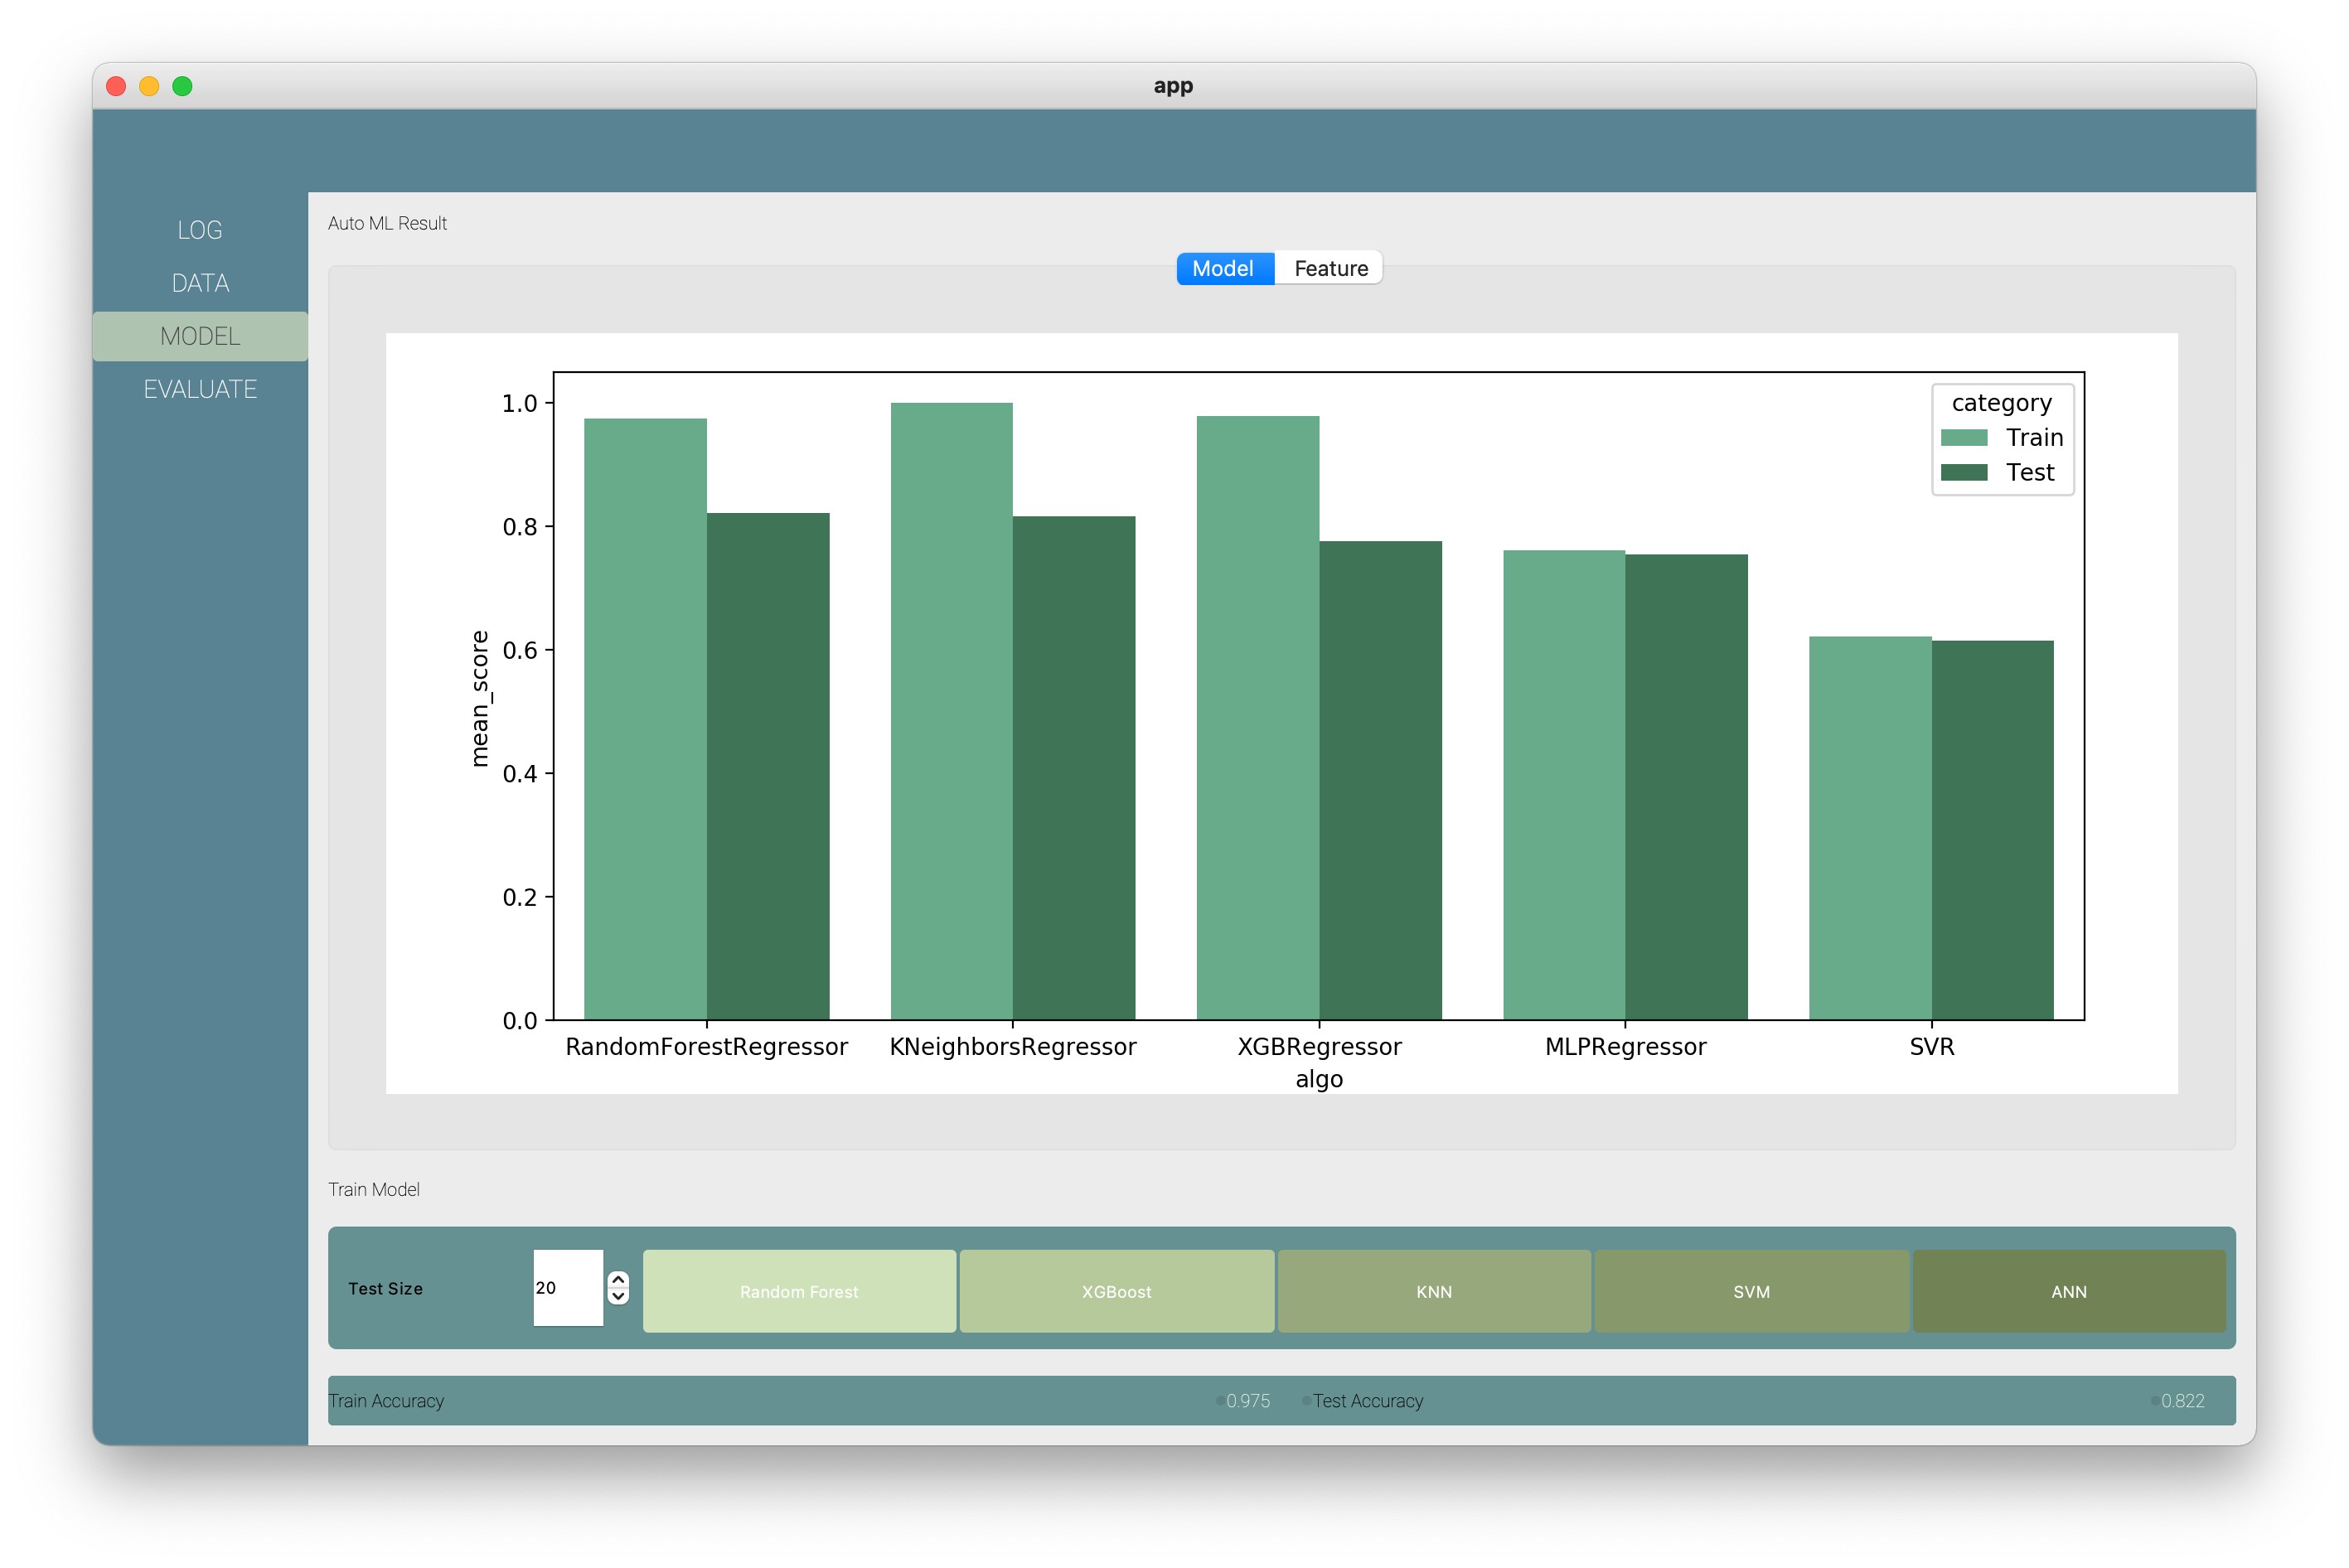 app
LOG
DATA
MODEL
EVALUATE
Auto ML Result
Model Feature
category
Train
Test
1.0
0.8
0.6
0.4
0.2
0.0
mean_score
RandomForestRegressor KNeighborsRegressor XGBRegressor MLPRegressor SVR
algo
Train Model
Test Size 20 Random Forest XGBoost KNN SVM ANN
Train Accuracy 0.975 Test Accuracy 0.822